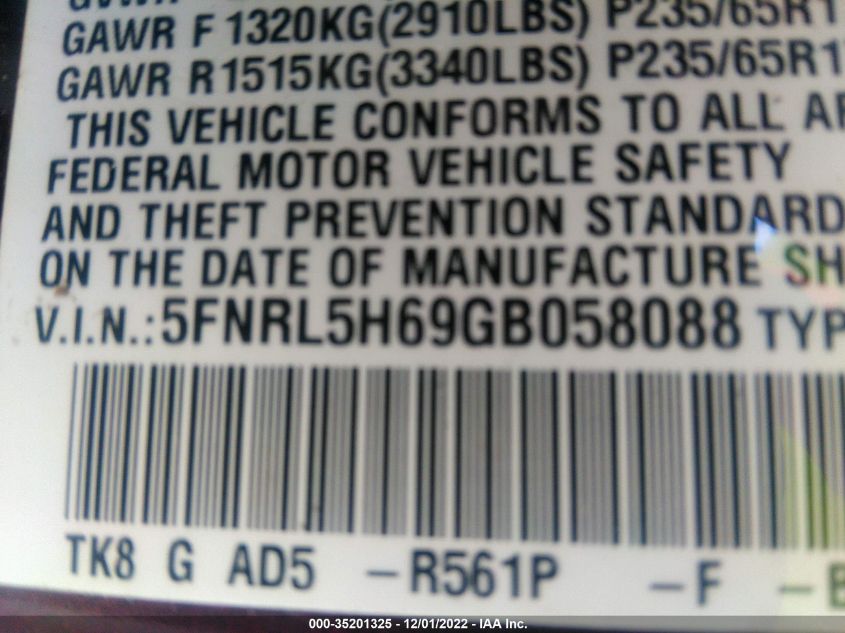 GAWR F 1320KG(2910LBS) P235/65R1
GAWR R1515KG(3340LBS) P235/65R1
THIS VEHICLE CONFORMS TO ALL AP
FEDERAL MOTOR VEHICLE SAFETY
AND THEFT PREVENTION STANDARD
ON THE DATE OF MANUFACTURE SH
V.I.N.:5FNRL5H69GB058088 TYP
TK8 G AD5 -R561P -F -B
000-35201325 - 12/01/2022 - IAA Inc.